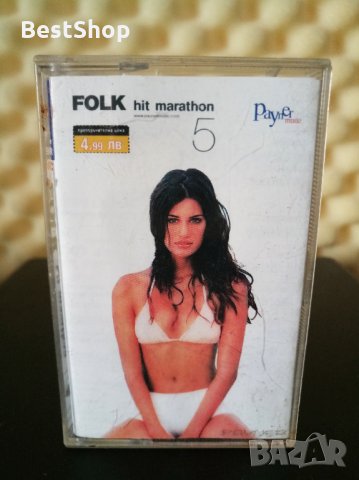 BestShop
FOLK hit marathon
5
Payner
music
препоръчителна цена
4.99 ЛВ
BAZAR